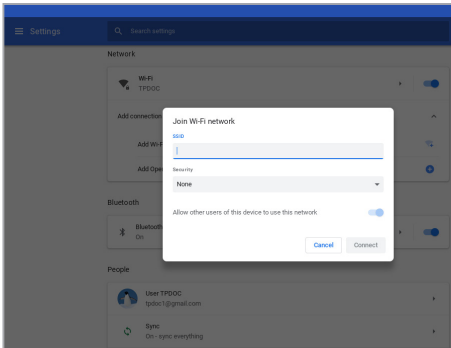 Settings
Search settings
Network
Wi-Fi
TPDOC
Add connection
Join Wi-Fi network
SSID
Add Wi-F
Security
Add Ope
None
Bluetooth
Allow other users of this device to use this network
Bluetooth
On
Cancel Connect
People
User TPDOC
tpdoc1@gmail.com
Sync
On - sync everything